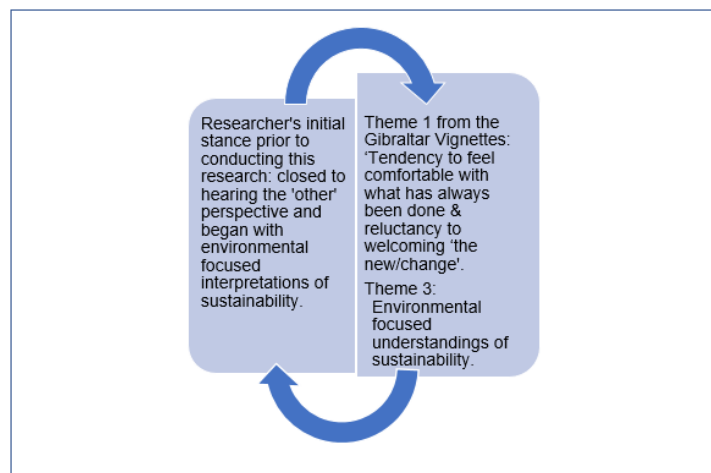 Researcher's initial
stance prior to
conducting this
research: closed to
hearing the 'other'
perspective and
began with
environmental
focused
interpretations of
sustainability.
Theme 1 from the
Gibraltar Vignettes:
‘Tendency to feel
comfortable with
what has always
been done &
reluctancy to
welcoming ‘the
new/change'.
Theme 3:
Environmental
focused
understandings of
sustainability.